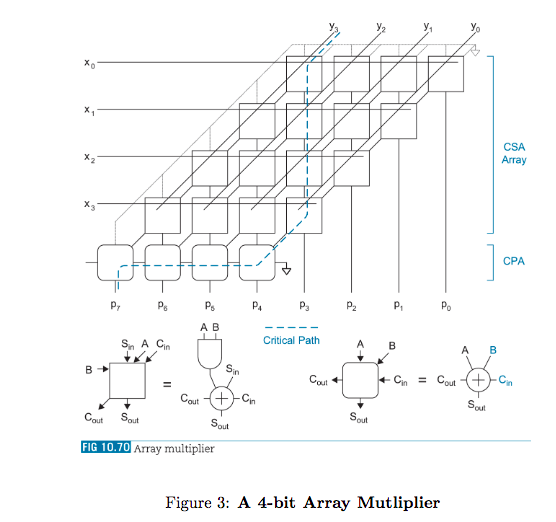 y3 y2 y1 y0
x0
x1
CSA
Array
x2
x3
CPA
p7 p6 p5 p4 p3 p2 p1 p0
Critical Path
A B
Sin A Cin
B
Cout Sout
=
Sin
Cout + Cin
Sout
A B
Cout Cin
Sout
=
A B
Cout + Cin
Sout
FIG 10.70 Array multiplier
Figure 3: A 4-bit Array Mutliplier